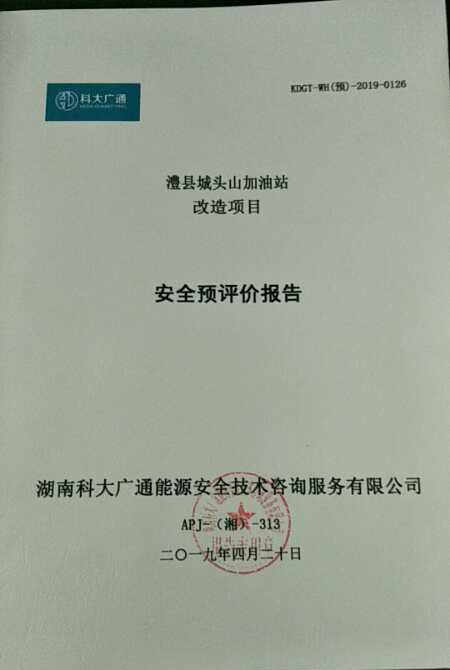 科大广通
KDGT-WH(预)-2019-0126
澧县城头山加油站
改造项目
安全预评价报告
湖南科大广通能源安全技术咨询服务有限公司
APJ-（湘）-313
二〇一九年四月二十日